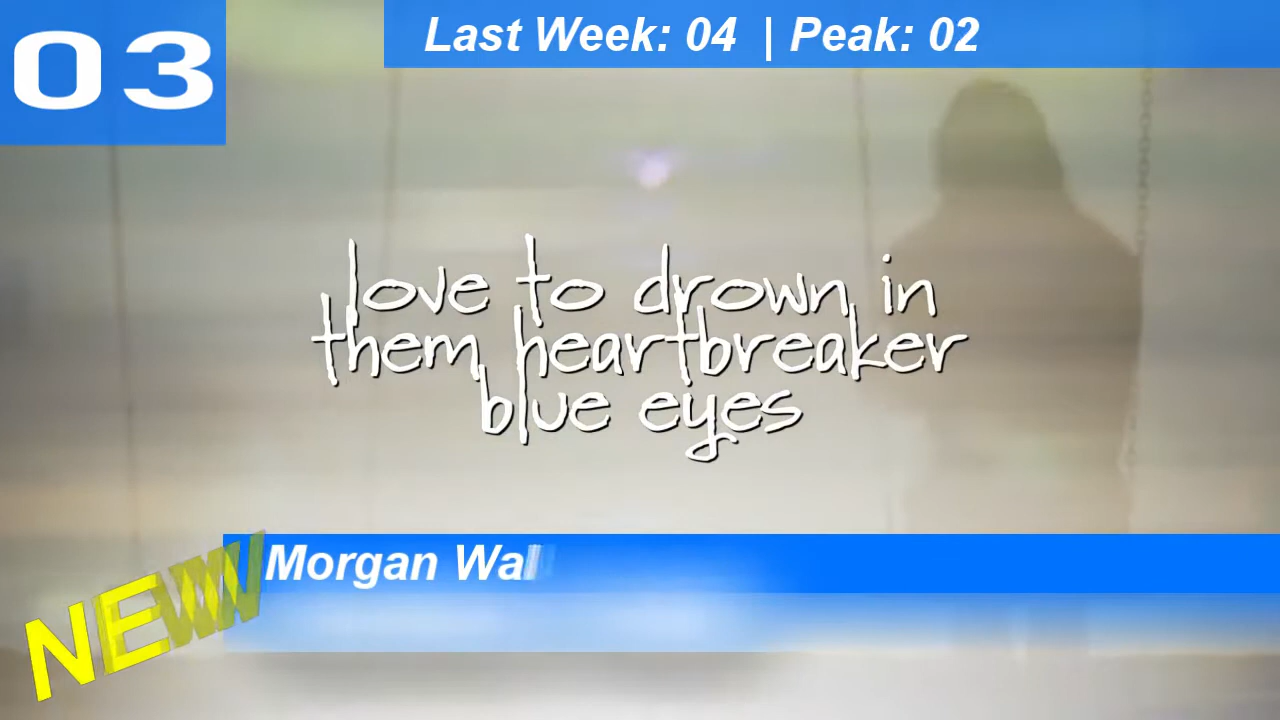 03
Last Week: 04 | Peak: 02
love to drown in
them heartbreaker
blue eyes
NEW
Morgan Wal